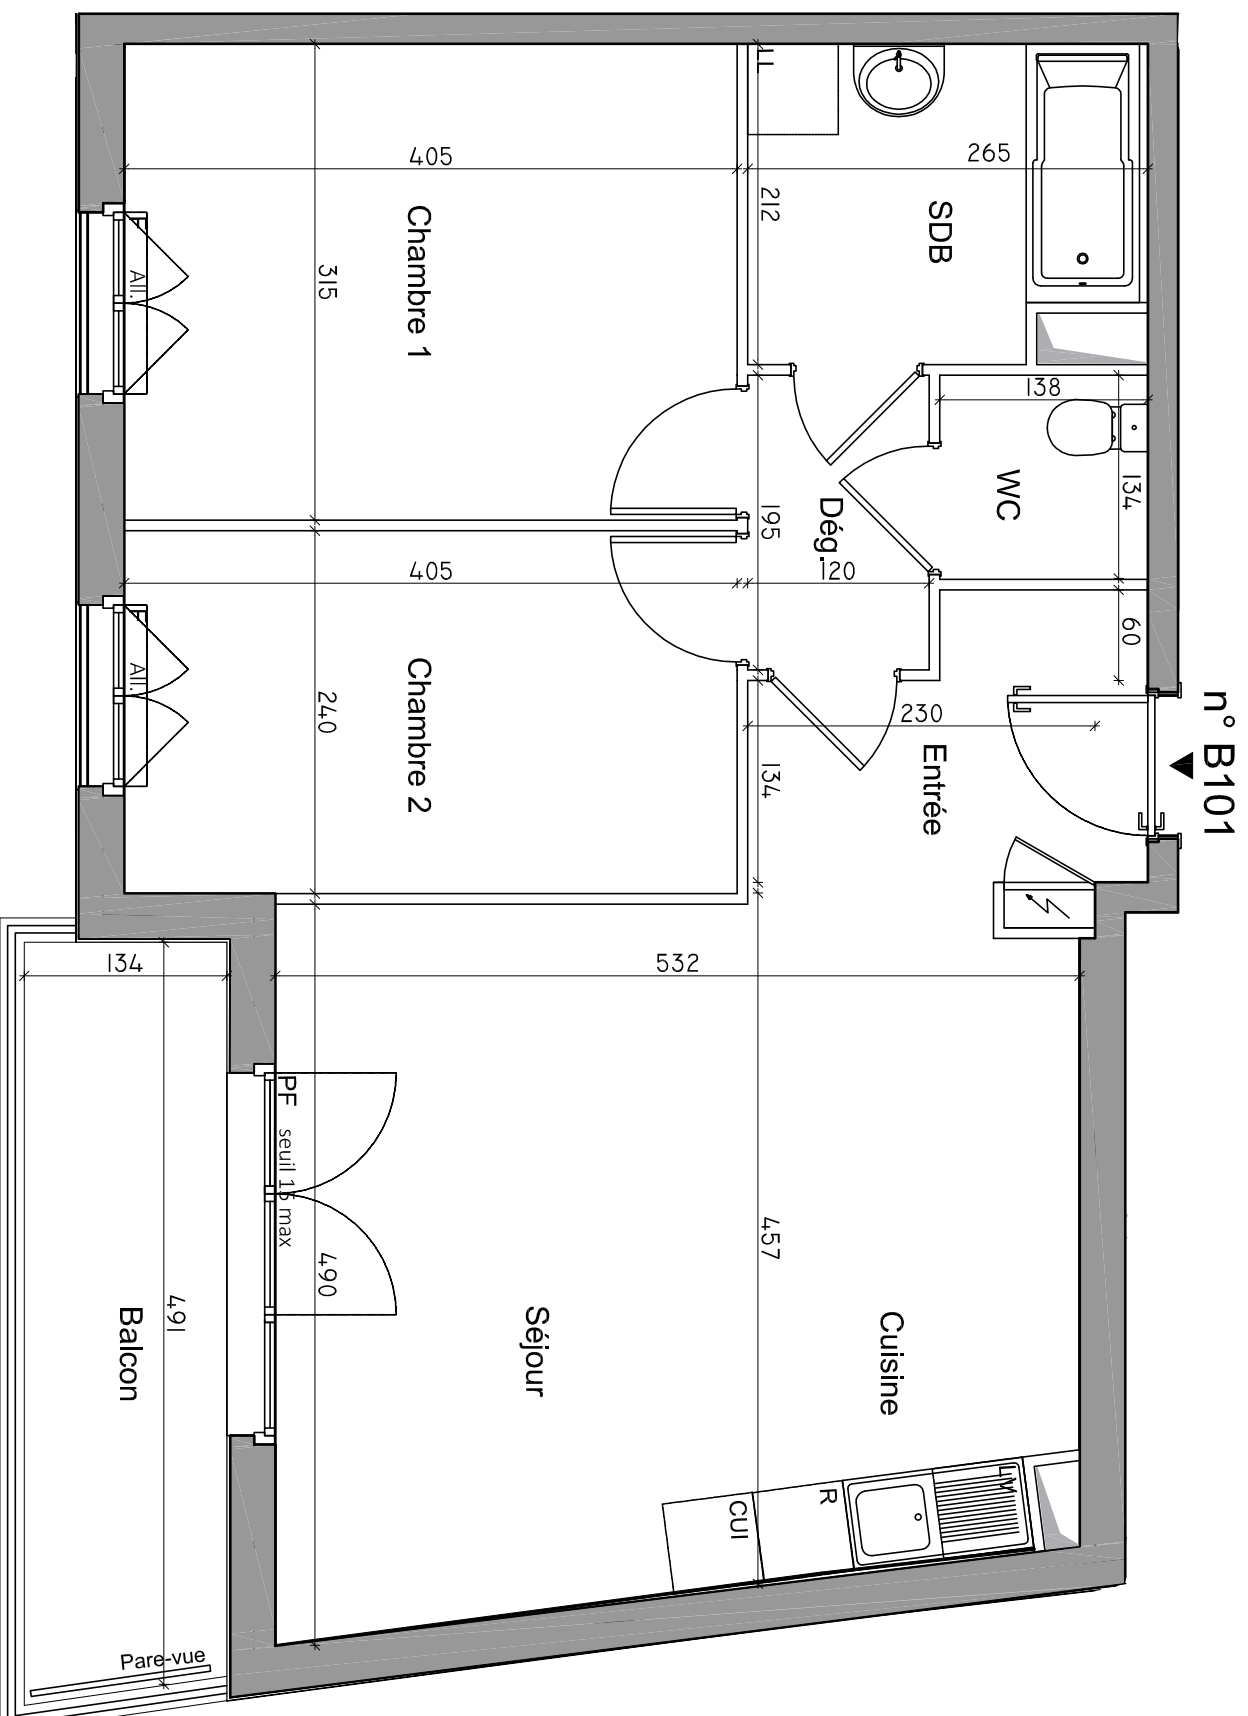 n° B101
LL
405
265
212
SDB
Chambre 1
315
All.
138
134
WC
195
Dég.
120
405
60
All.
240
Chambre 2
230
134
Entrée
134
532
PF
seuil 15 max
490
457
491
Balcon
Séjour
Cuisine
LV
R
CUI
Pare-vue